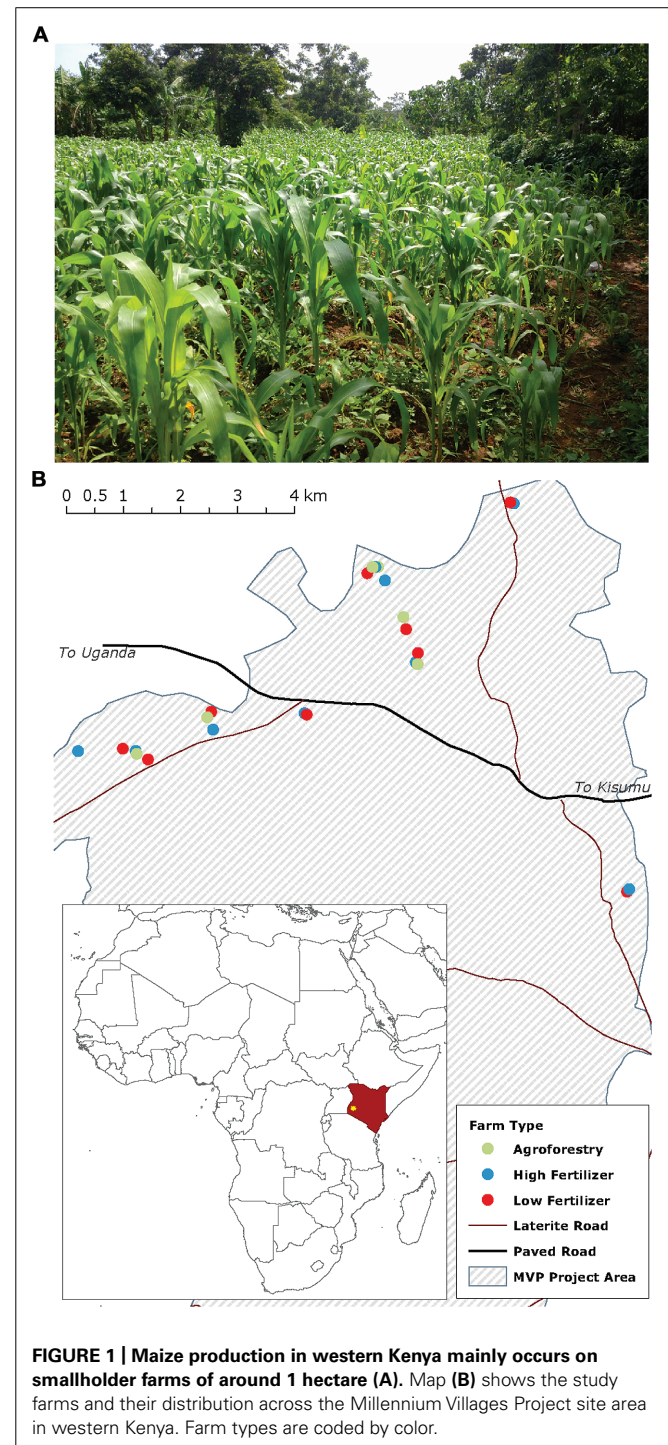 A
B
0 0.5 1 2 3 4 km
To Uganda
To Kisumu
Farm Type
Agroforestry
High Fertilizer
Low Fertilizer
Laterite Road
Paved Road
MVP Project Area
FIGURE 1 | Maize production in western Kenya mainly occurs on
smallholder farms of around 1 hectare (A). Map (B) shows the study
farms and their distribution across the Millennium Villages Project site area
in western Kenya. Farm types are coded by color.